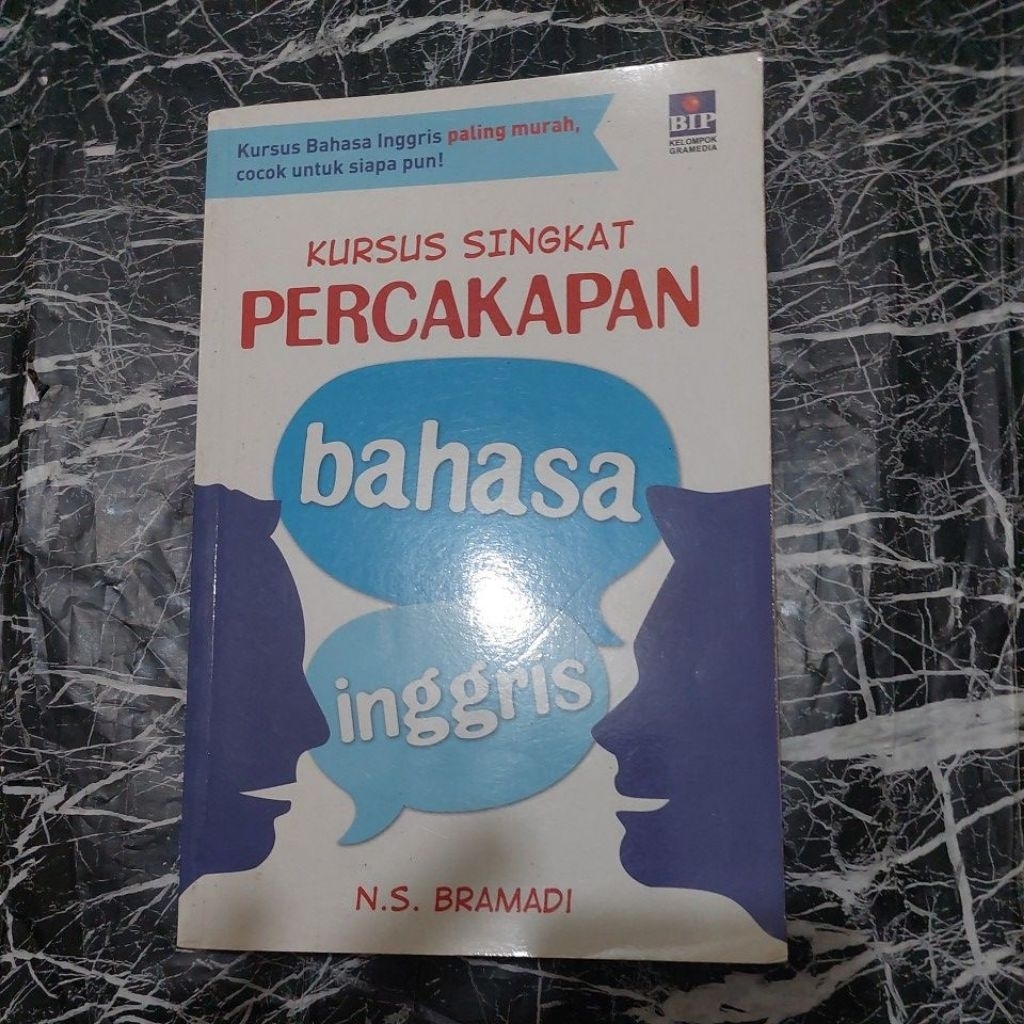 Kursus Bahasa Inggris paling murah,
cocok untuk siapa pun!
BIP
KELOMPOK
GRAMEDIA
KURSUS SINGKAT
PERCAKAPAN
bahasa
inggris
N.S. BRAMADI